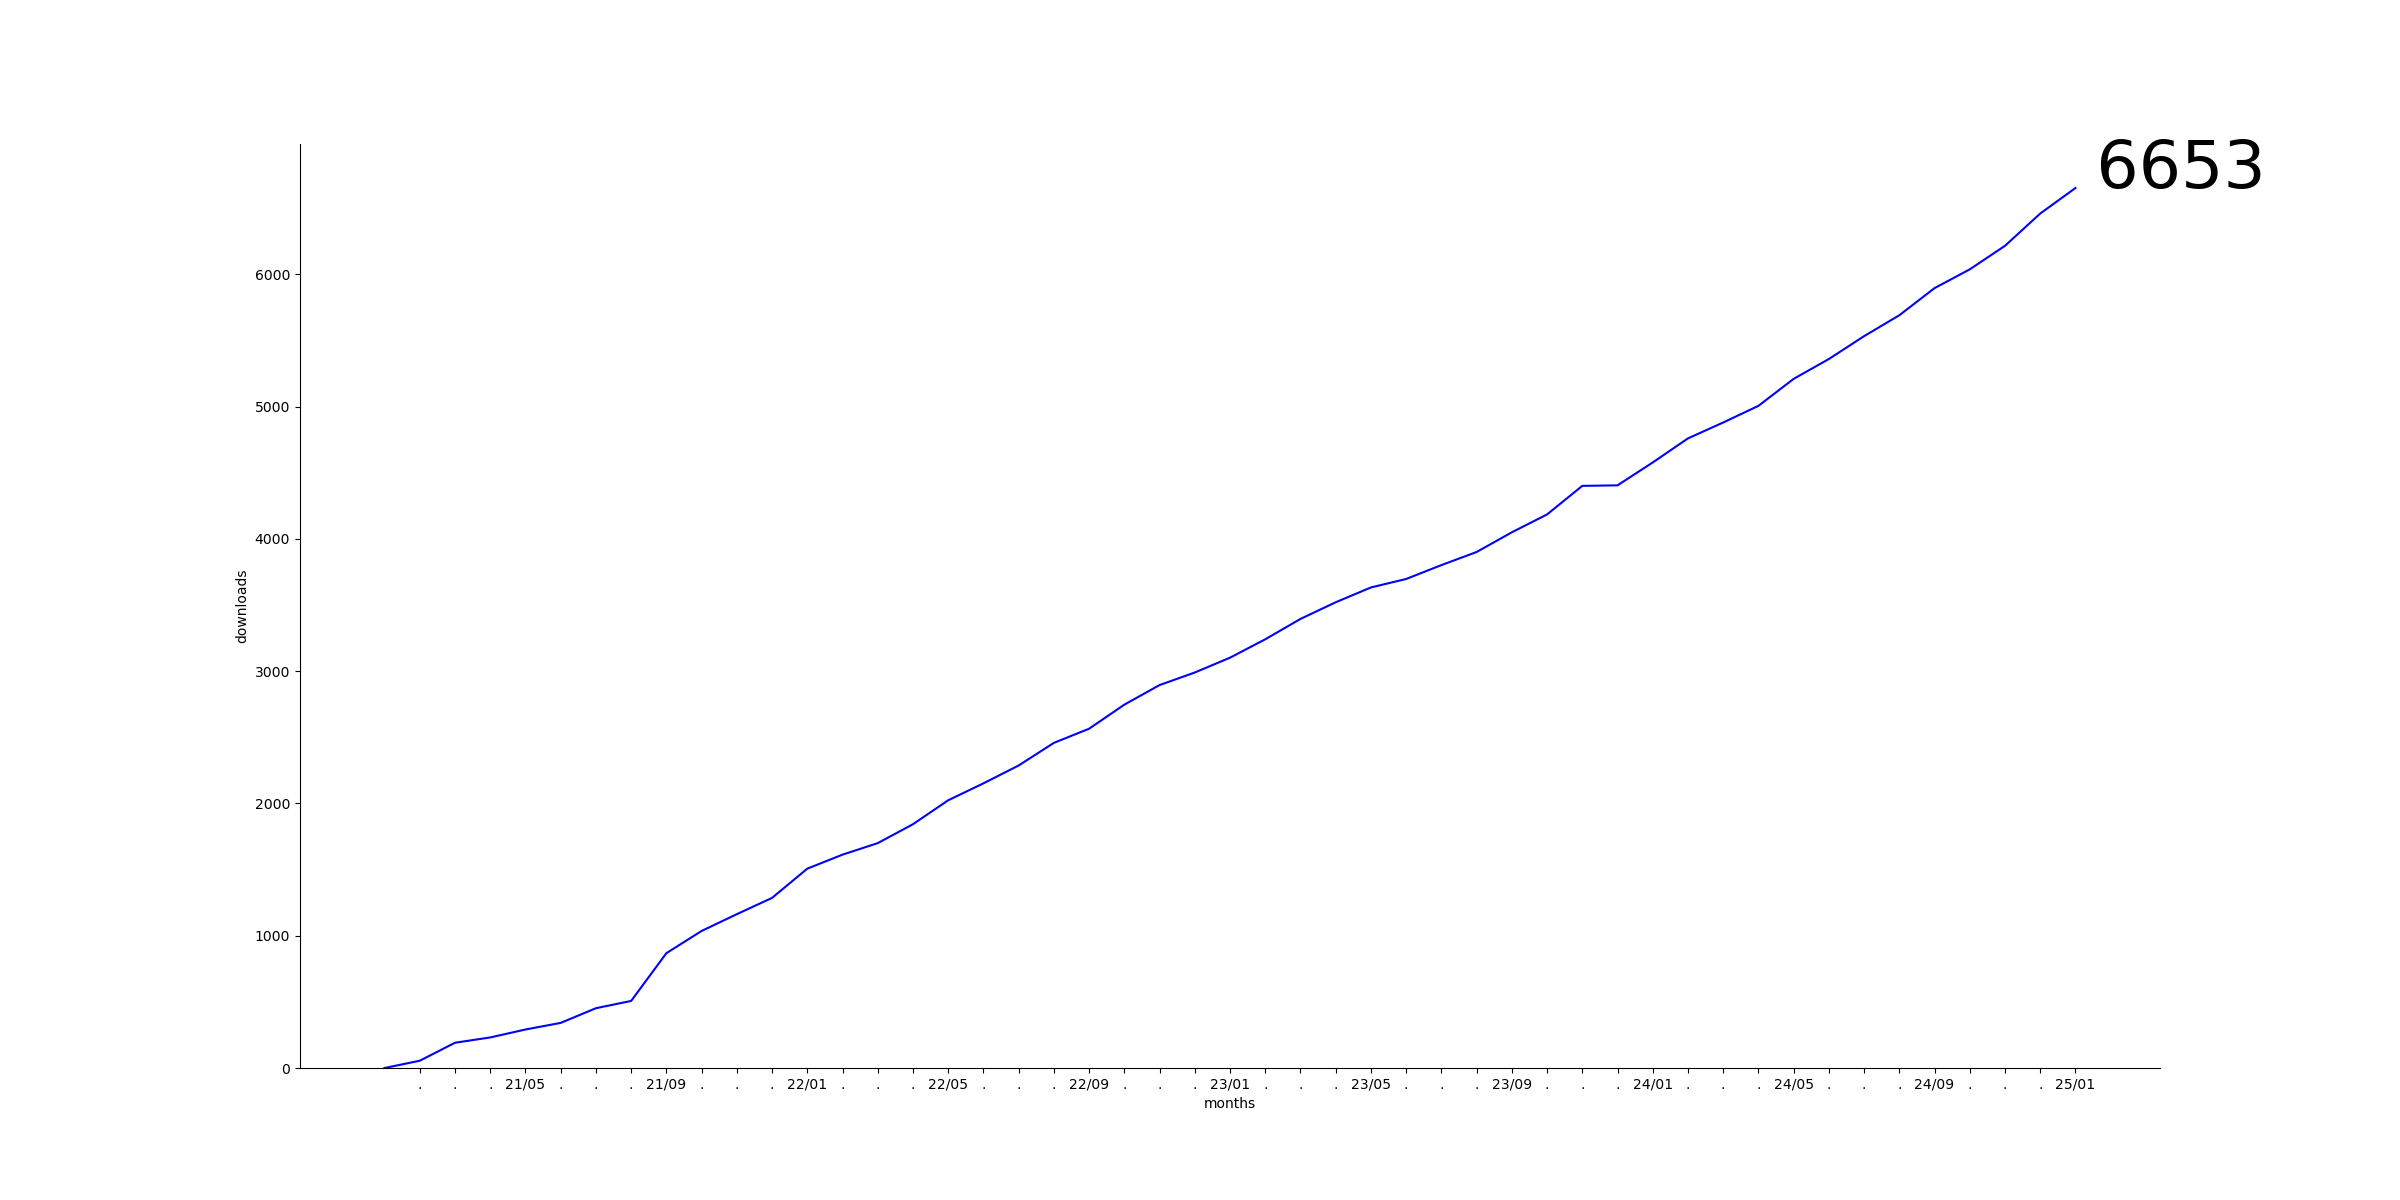 6653
6000
5000
4000
3000
2000
1000
0
downloads
. . . 21/05 . . . 21/09 . . . 22/01 . . . 22/05 . . . 22/09 . . . 23/01 . . . 23/05 . . . 23/09 . . . 24/01 . . . 24/05 . . . 24/09 . . . 25/01
months